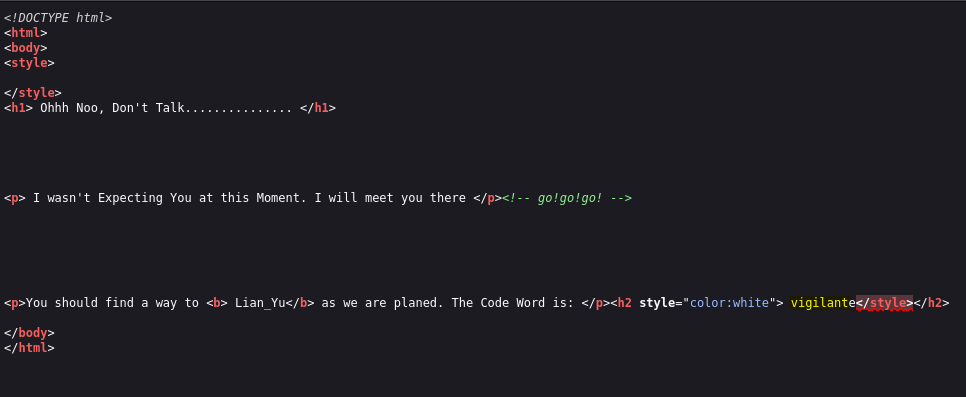 <!DOCTYPE html>
<html>
<body>
<style>
</style>
<h1> Ohhh Noo, Don't Talk............... </h1>
<p> I wasn't Expecting You at this Moment. I will meet you there </p><!-- go!go!go! -->
<p>You should find a way to <b> Lian_Yu</b> as we are planed. The Code Word is: </p><h2 style="color:white"> vigilante</style></h2>
</body>
</html>